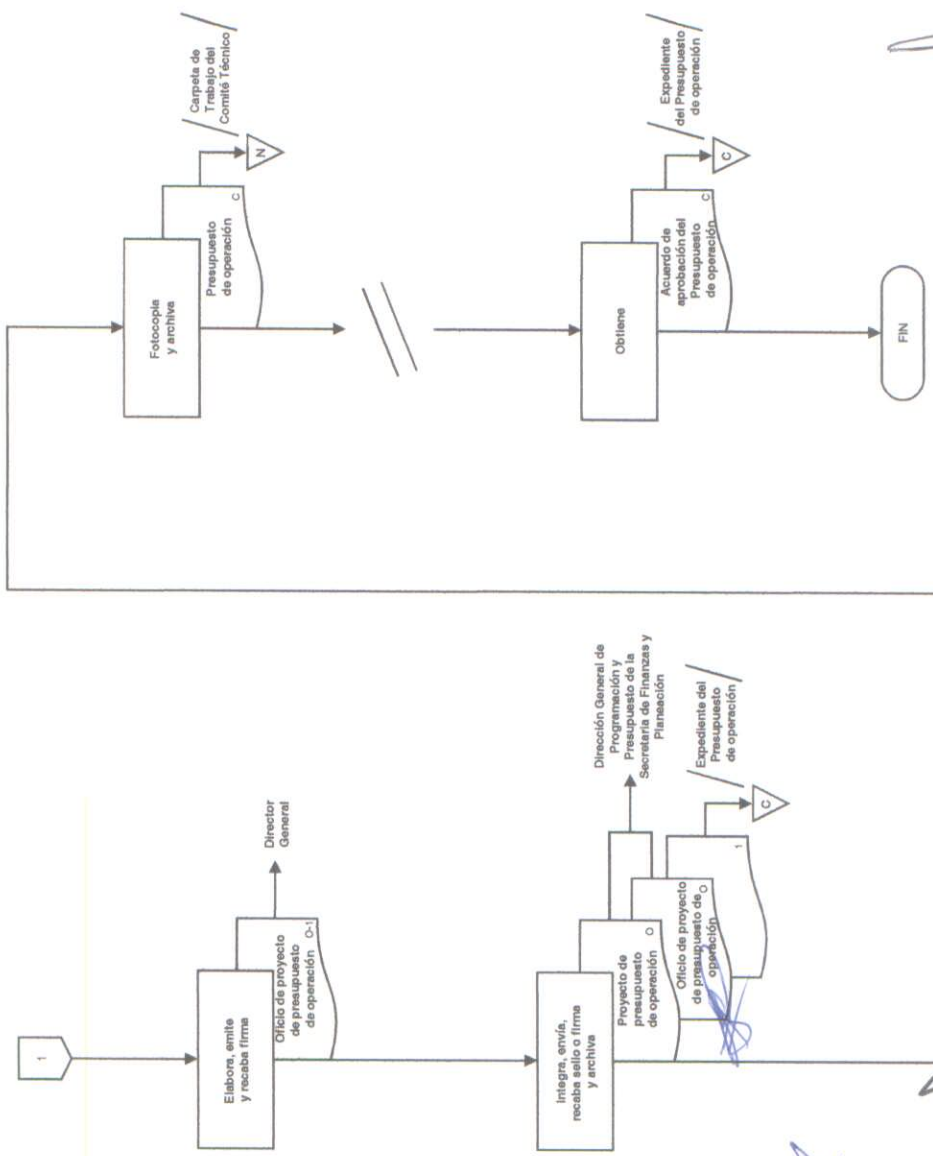 1
Elabora, emite
y recaba firma
Oficio de proyecto
de presupuesto
de operación O-1
Director
General
Integra, envía,
recaba sello o firma
y archiva
Proyecto de
presupuesto
de operación
O
Oficio de proyecto
de presupuesto de
operación O
1
Dirección General de
Programación y
Presupuesto de la
Secretaría de Finanzas y
Planeación
Expediente del
Presupuesto
de operación
C
Fotocopia
y archiva
Presupuesto
de operación
C
Carpeta de
Trabajo del
Comité Técnico
N
Obtiene
Acuerdo de
aprobación del
Presupuesto
de operación
C
Expediente
del Presupuesto
de operación
C
FIN